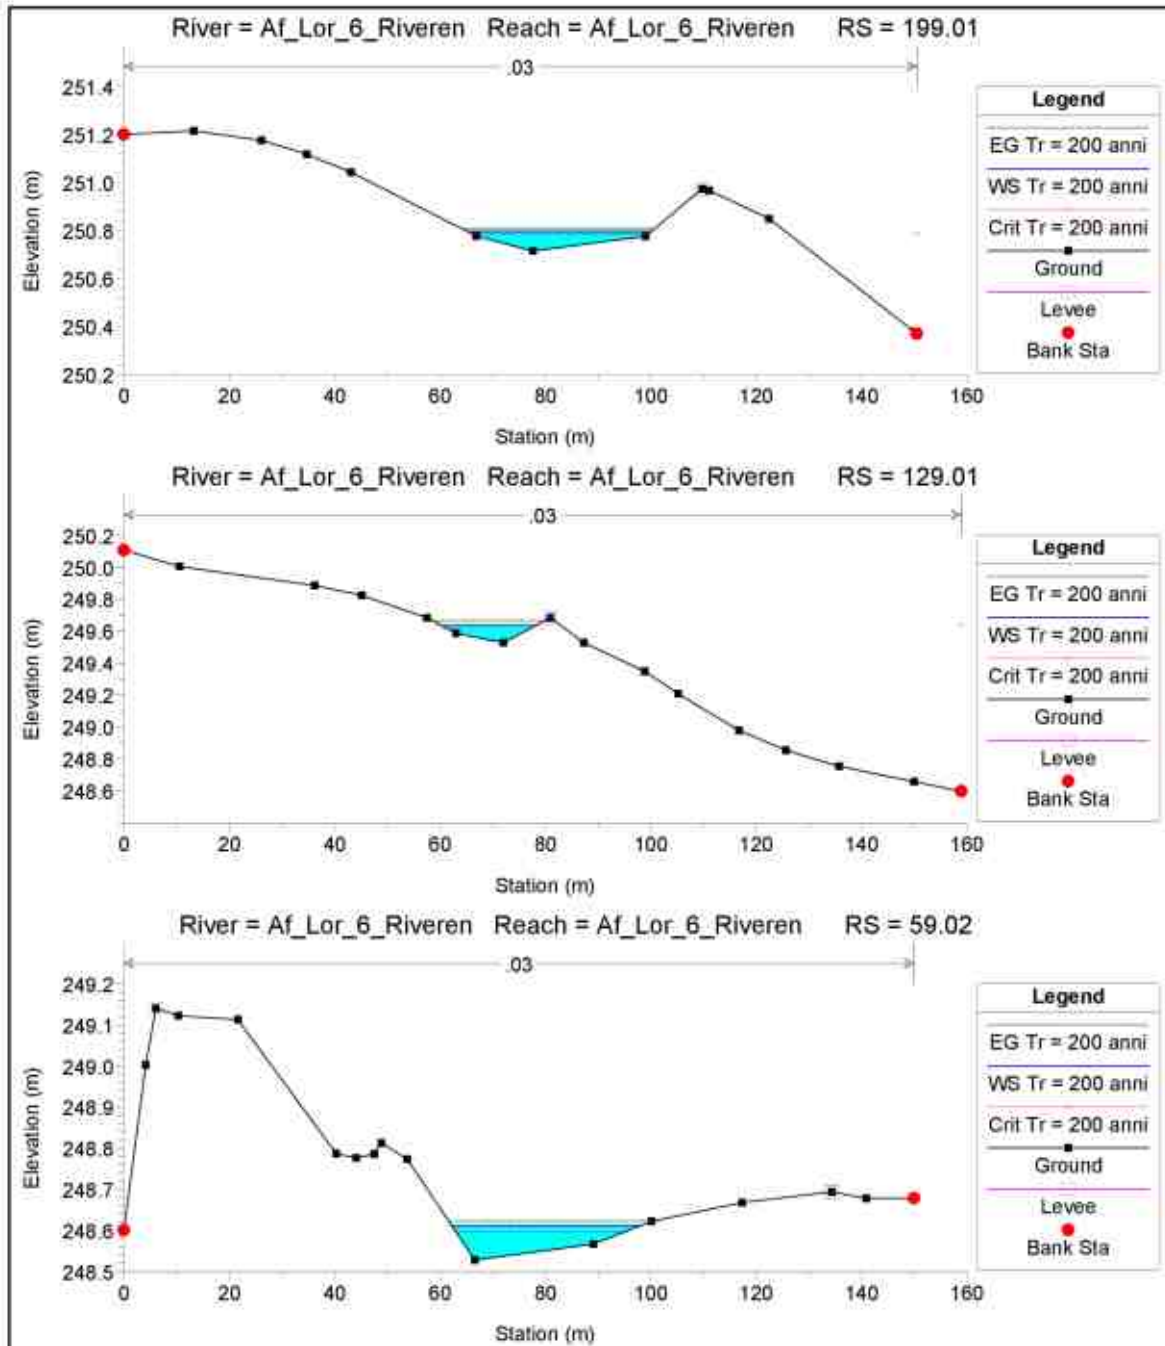 River = Af_Lor_6_Riveren Reach = Af_Lor_6_Riveren RS = 199.01
.03
251.4
251.2
251.0
250.8
250.6
250.4
250.2
Elevation (m)
0 20 40 60 80 100 120 140 160
Station (m)
Legend
EG Tr = 200 anni
WS Tr = 200 anni
Crit Tr = 200 anni
Ground
Levee
Bank Sta
River = Af_Lor_6_Riveren Reach = Af_Lor_6_Riveren RS = 129.01
.03
250.2
250.0
249.8
249.6
249.4
249.2
249.0
248.8
248.6
Elevation (m)
0 20 40 60 80 100 120 140 160
Station (m)
Legend
EG Tr = 200 anni
WS Tr = 200 anni
Crit Tr = 200 anni
Ground
Levee
Bank Sta
River = Af_Lor_6_Riveren Reach = Af_Lor_6_Riveren RS = 59.02
.03
249.2
249.1
249.0
248.9
248.8
248.7
248.6
248.5
Elevation (m)
0 20 40 60 80 100 120 140 160
Station (m)
Legend
EG Tr = 200 anni
WS Tr = 200 anni
Crit Tr = 200 anni
Ground
Levee
Bank Sta